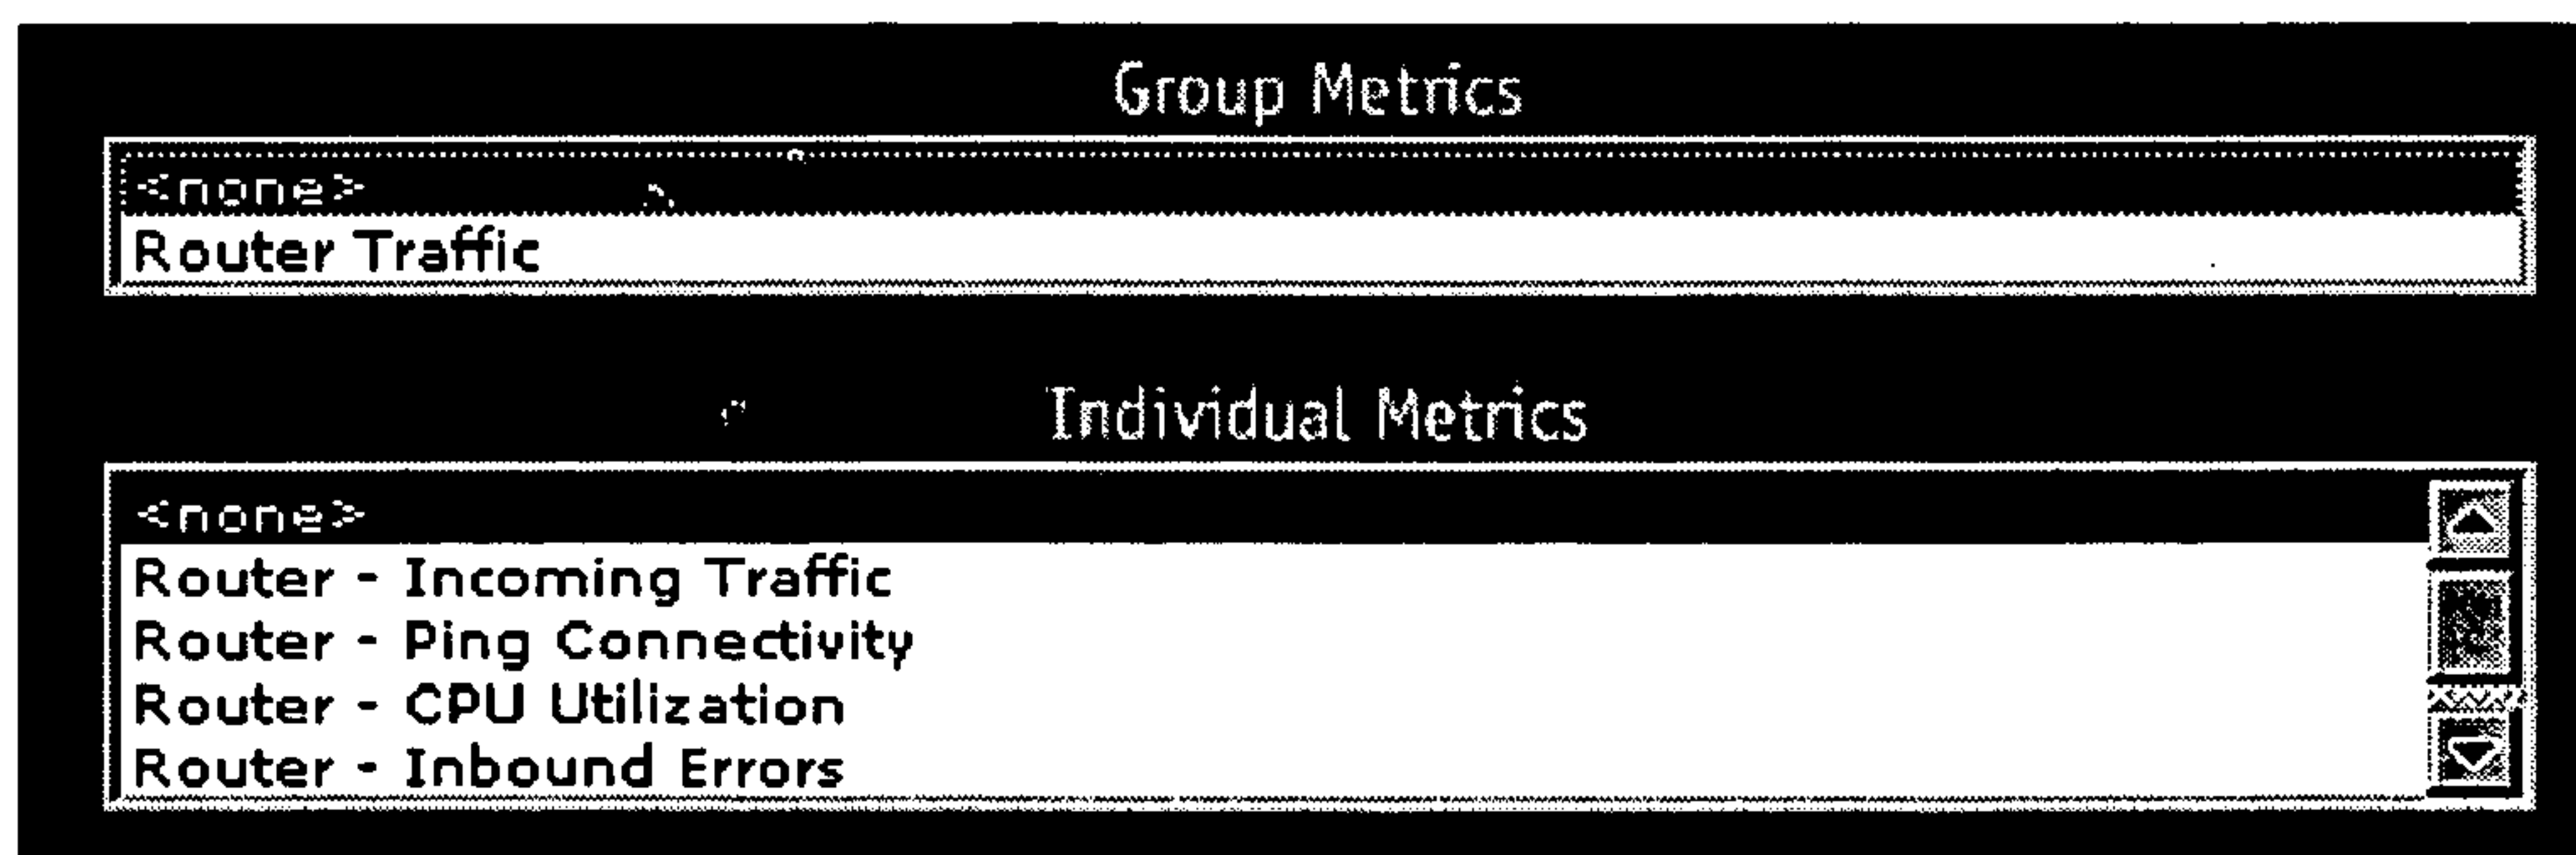 Group Metrics
<none>
Router Traffic
Individual Metrics
<none>
Router - Incoming Traffic
Router - Ping Connectivity
Router - CPU Utilization
Router - Inbound Errors